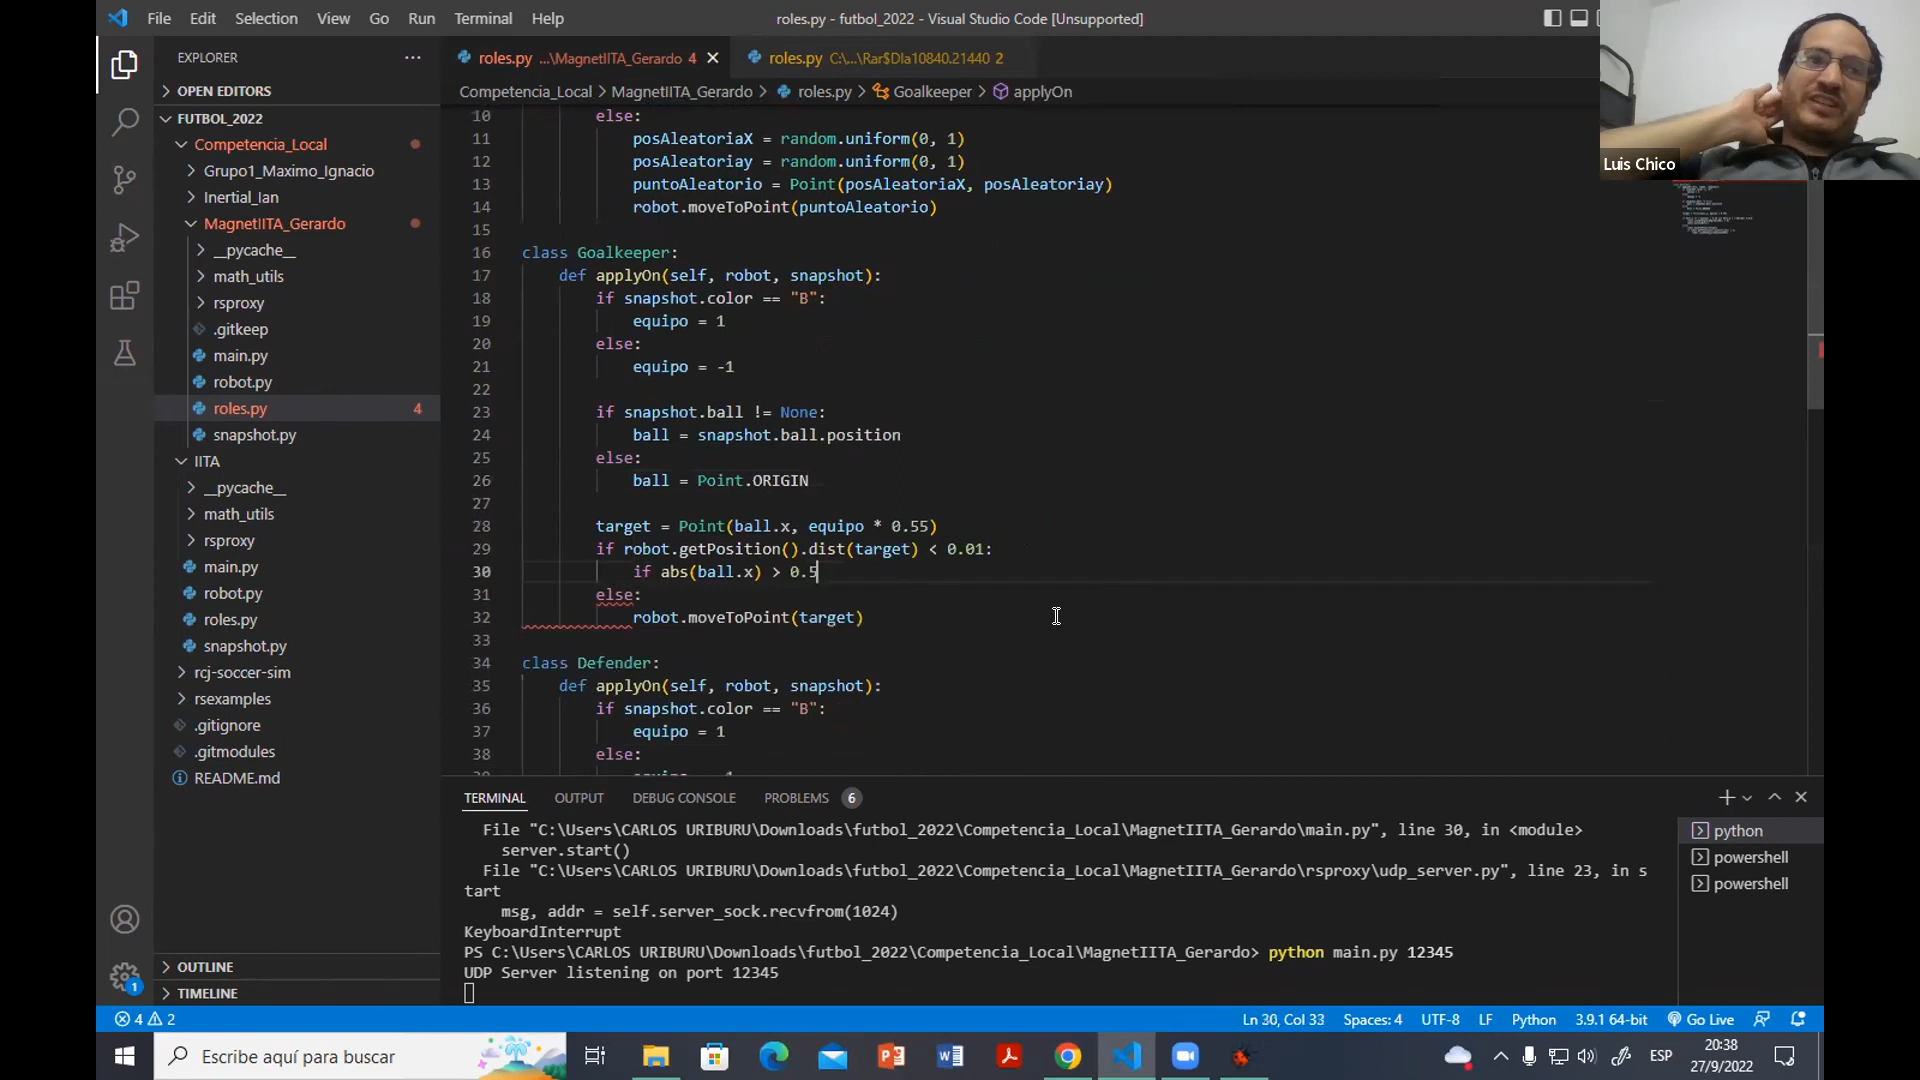 File Edit Selection View Go Run Terminal Help
roles.py - futbol_2022 - Visual Studio Code [Unsupported]
Luis Chico
EXPLORER
OPEN EDITORS
FUTBOL_2022
Competencia_Local
Grupo1_Maximo_Ignacio
Inertial_Ian
MagnetIITA_Gerardo
__pycache__
math_utils
rsproxy
.gitkeep
main.py
robot.py
roles.py 4
snapshot.py
IITA
__pycache__
math_utils
rsproxy
main.py
robot.py
roles.py
snapshot.py
rcj-soccer-sim
rsexamples
.gitignore
.gitmodules
README.md
OUTLINE
TIMELINE
roles.py ...\MagnetIITA_Gerardo 4
roles.py C:\...\Rar$DIa10840.21440 2
Competencia_Local > MagnetIITA_Gerardo > roles.py > Goalkeeper > applyOn
10 else:
11 posAleatoriaX = random.uniform(0, 1)
12 posAleatoriay = random.uniform(0, 1)
13 puntoAleatorio = Point(posAleatoriaX, posAleatoriay)
14 robot.moveToPoint(puntoAleatorio)
15
16 class Goalkeeper:
17 def applyOn(self, robot, snapshot):
18 if snapshot.color == "B":
19 equipo = 1
20 else:
21 equipo = -1
22
23 if snapshot.ball != None:
24 ball = snapshot.ball.position
25 else:
26 ball = Point.ORIGIN
27
28 target = Point(ball.x, equipo * 0.55)
29 if robot.getPosition().dist(target) < 0.01:
30 if abs(ball.x) > 0.5
31 else:
32 robot.moveToPoint(target)
33
34 class Defender:
35 def applyOn(self, robot, snapshot):
36 if snapshot.color == "B":
37 equipo = 1
38 else:
TERMINAL OUTPUT DEBUG CONSOLE PROBLEMS 6
File "C:\Users\CARLOS URIBURU\Downloads\futbol_2022\Competencia_Local\MagnetIITA_Gerardo\main.py", line 30, in <module>
server.start()
File "C:\Users\CARLOS URIBURU\Downloads\futbol_2022\Competencia_Local\MagnetIITA_Gerardo\rsproxy\udp_server.py", line 23, in s
tart
msg, addr = self.server_sock.recvfrom(1024)
KeyboardInterrupt
PS C:\Users\CARLOS URIBURU\Downloads\futbol_2022\Competencia_Local\MagnetIITA_Gerardo> python main.py 12345
UDP Server listening on port 12345
python
powershell
powershell
4 2
1
Ln 30, Col 33 Spaces: 4 UTF-8 LF Python 3.9.1 64-bit Go Live
Escribe aquí para buscar
ESP
20:38
27/9/2022